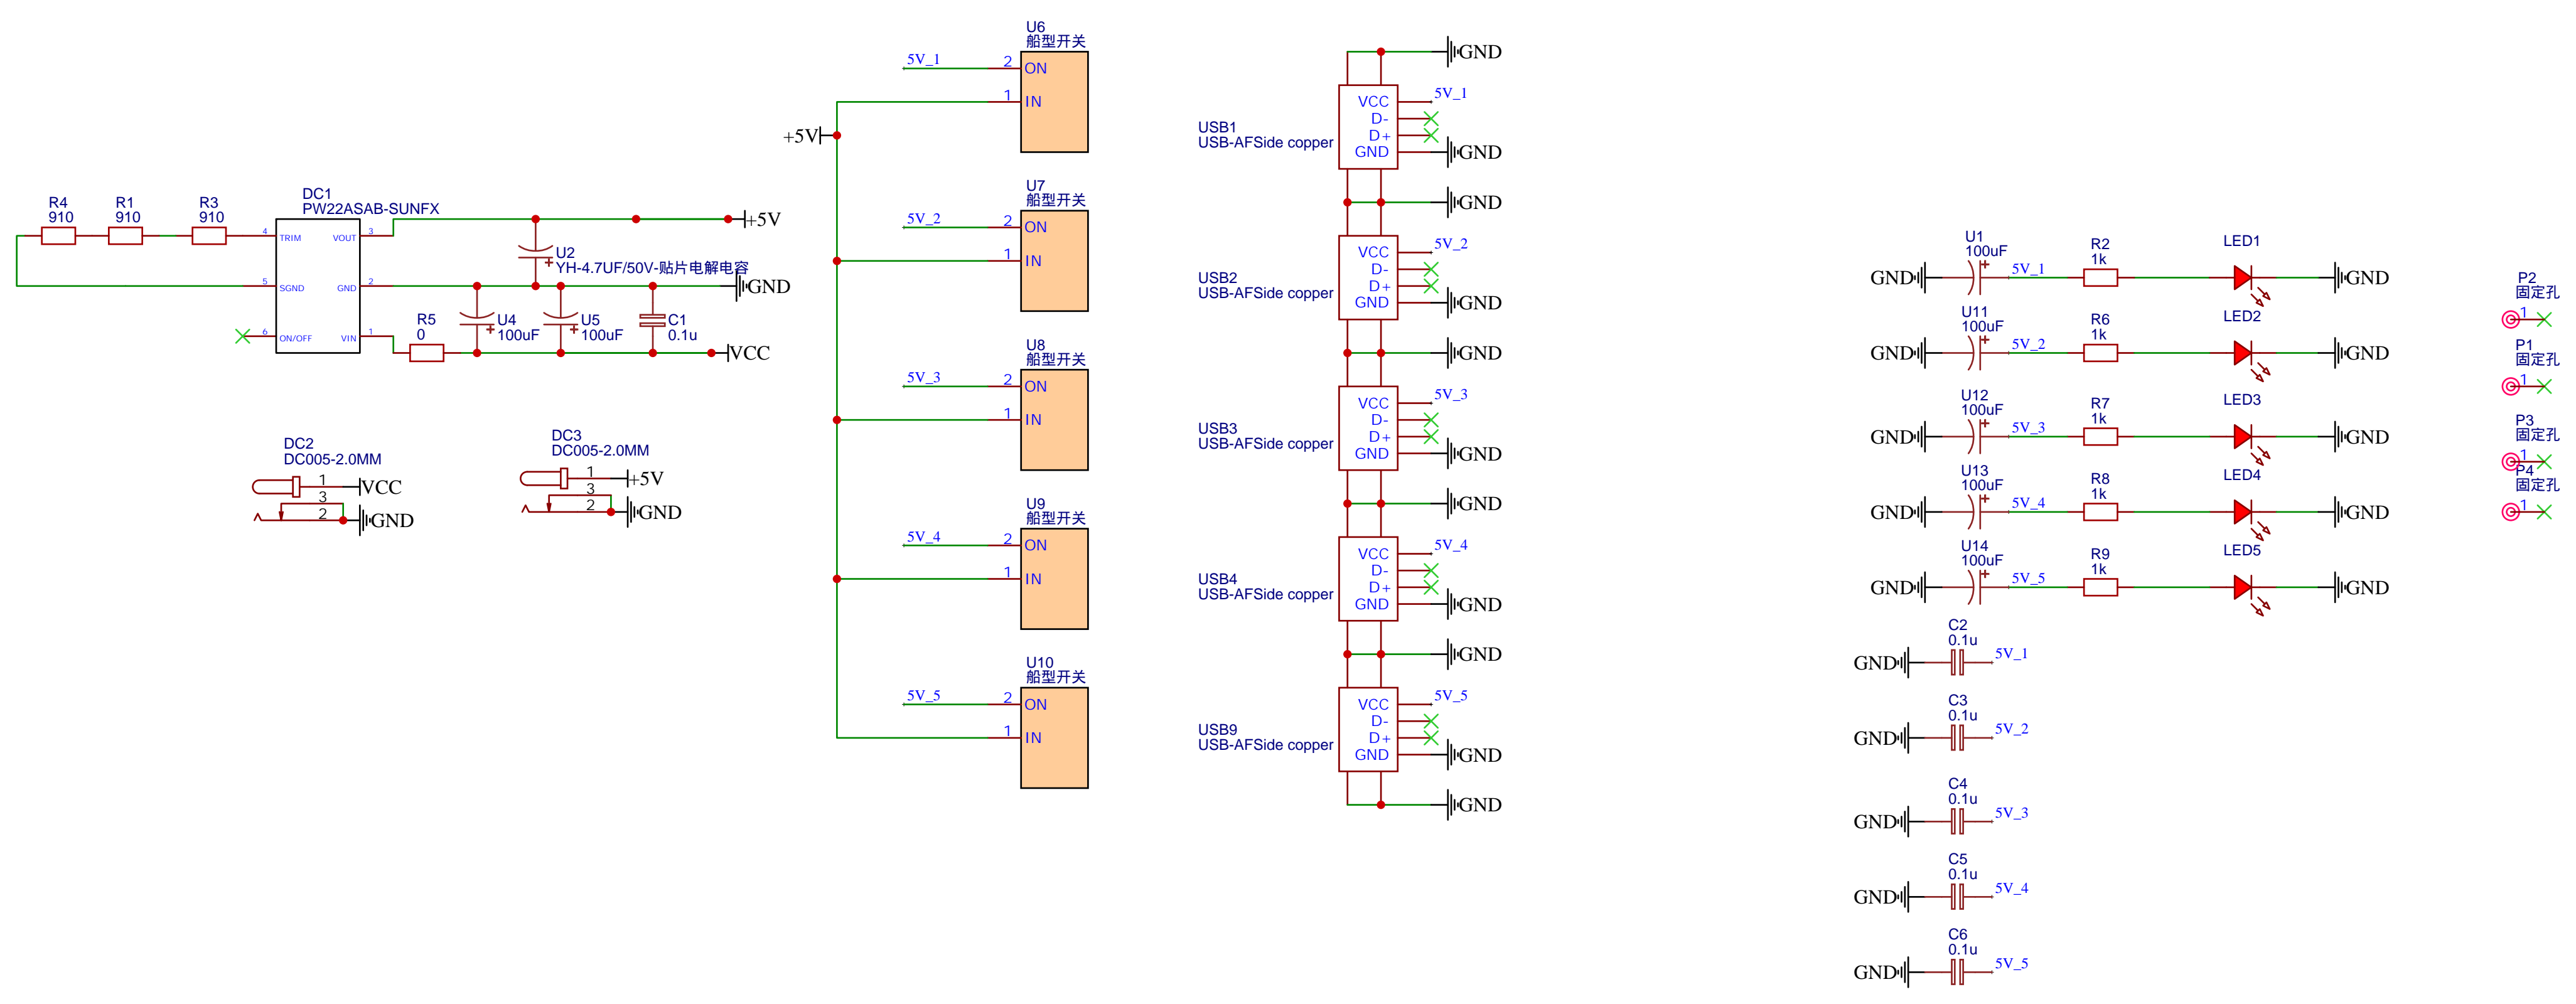 R4
910
R1
910
R3
910
DC1
PW22ASAB-SUNFX
4
TRIM
VOUT
3
5
SGND
GND
2
6
ON/OFF
VIN
1
+5V
U2
YH-4.7UF/50V-贴片电解电容
GND
R5
0
U4
100uF
U5
100uF
C1
0.1u
VCC
DC2
DC005-2.0MM
1
VCC
3
2
GND
DC3
DC005-2.0MM
1
+5V
3
2
GND
+5V
U6
船型开关
5V_1
2
ON
1
IN
U7
船型开关
5V_2
2
ON
1
IN
U8
船型开关
5V_3
2
ON
1
IN
U9
船型开关
5V_4
2
ON
1
IN
U10
船型开关
5V_5
2
ON
1
IN
GND
USB1
USB-AFSide copper
VCC
5V_1
D-
D+
GND
GND
GND
USB2
USB-AFSide copper
VCC
5V_2
D-
D+
GND
GND
GND
USB3
USB-AFSide copper
VCC
5V_3
D-
D+
GND
GND
GND
USB4
USB-AFSide copper
VCC
5V_4
D-
D+
GND
GND
GND
USB9
USB-AFSide copper
VCC
5V_5
D-
D+
GND
GND
GND
GND
U1
100uF
5V_1
R2
1k
LED1
GND
GND
U11
100uF
5V_2
R6
1k
LED2
GND
GND
U12
100uF
5V_3
R7
1k
LED3
GND
GND
U13
100uF
5V_4
R8
1k
LED4
GND
GND
U14
100uF
5V_5
R9
1k
LED5
GND
C2
0.1u
GND
5V_1
C3
0.1u
GND
5V_2
C4
0.1u
GND
5V_3
C5
0.1u
GND
5V_4
C6
0.1u
GND
5V_5
P2
固定孔
1
P1
固定孔
1
P3
固定孔
1
P4
固定孔
1